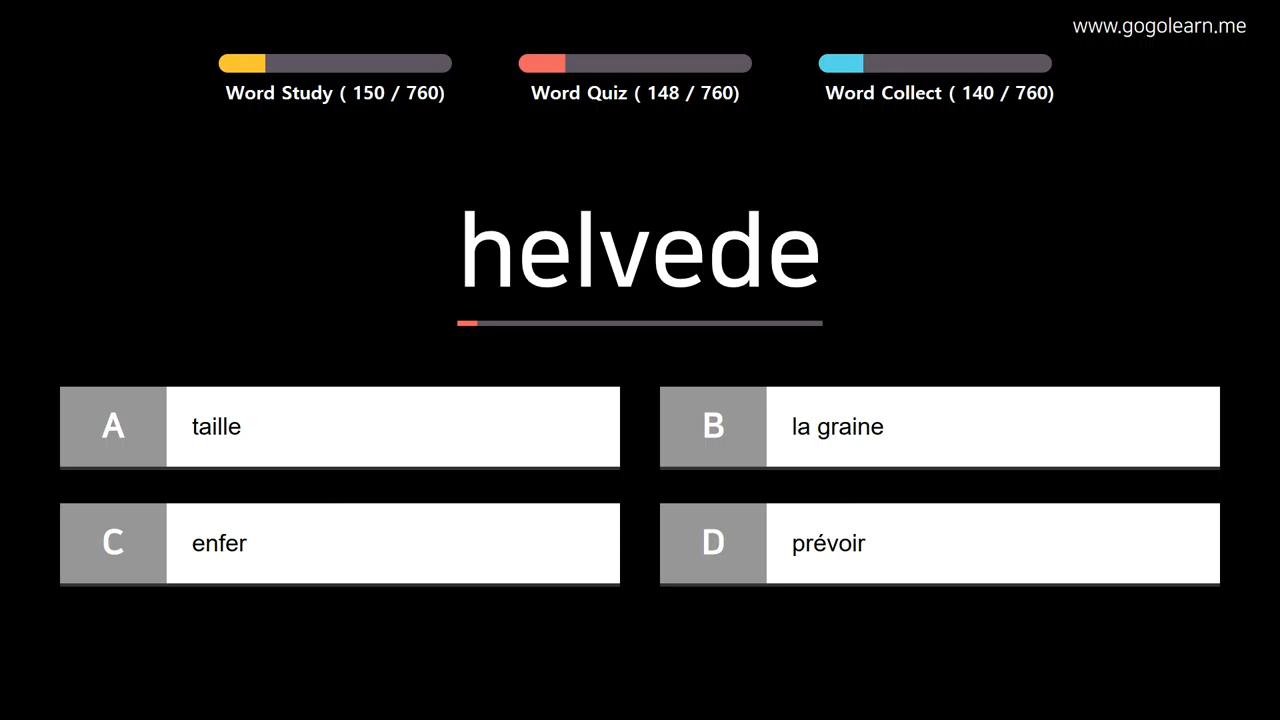 www.gogolearn.me
Word Study ( 150 / 760)
Word Quiz ( 148 / 760)
Word Collect ( 140 / 760)
helvede
A taille
B la graine
C enfer
D prévoir